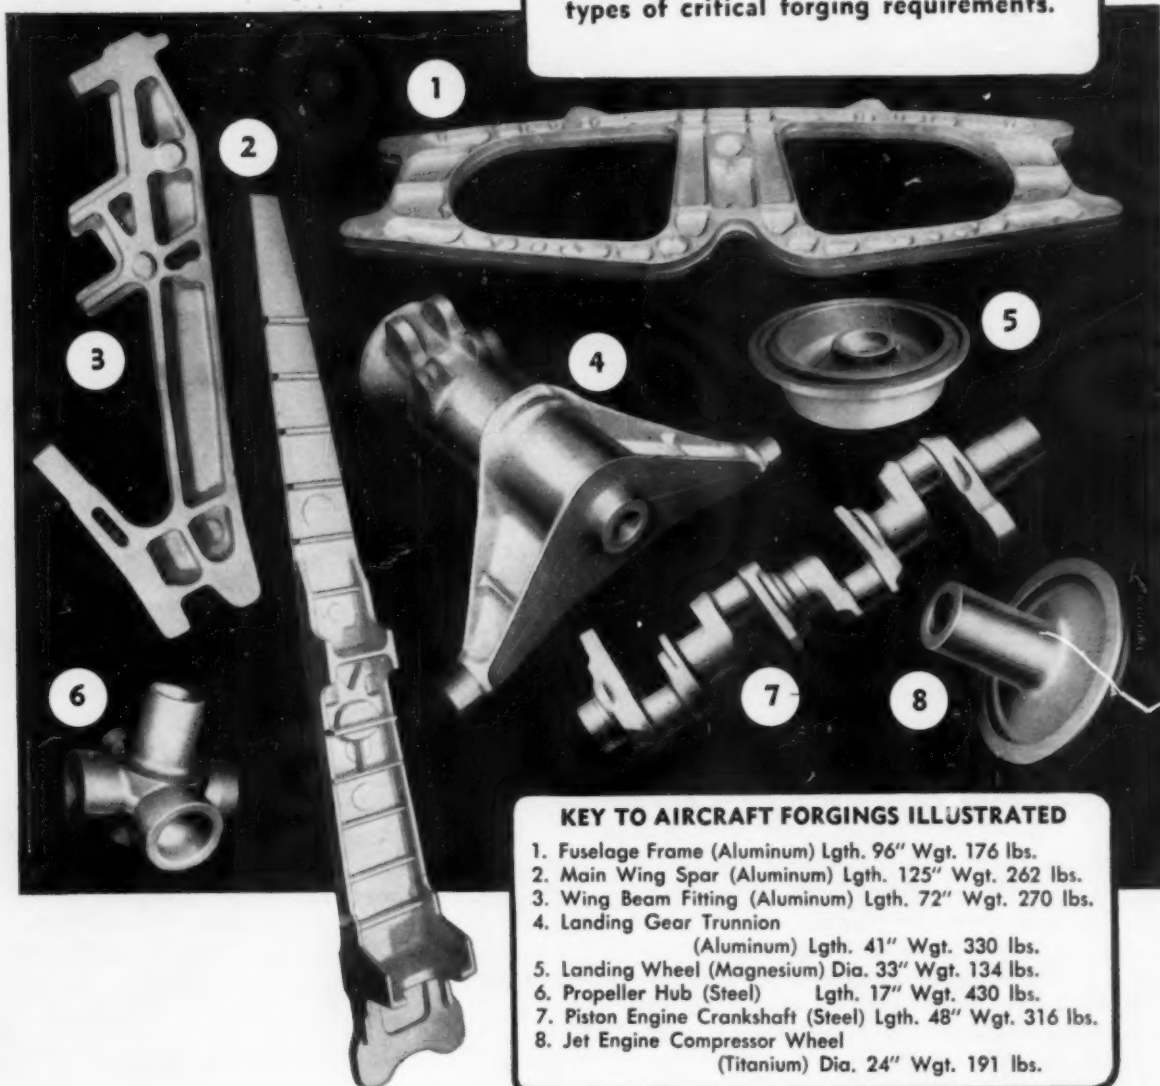 types of critical forging requirements.
1
2
3
4
5
6
7
8
KEY TO AIRCRAFT FORGINGS ILLUSTRATED
1. Fuselage Frame (Aluminum) Lgth. 96" Wgt. 176 lbs.
2. Main Wing Spar (Aluminum) Lgth. 125" Wgt. 262 lbs.
3. Wing Beam Fitting (Aluminum) Lgth. 72" Wgt. 270 lbs.
4. Landing Gear Trunnion
(Aluminum) Lgth. 41" Wgt. 330 lbs.
5. Landing Wheel (Magnesium) Dia. 33" Wgt. 134 lbs.
6. Propeller Hub (Steel) Lgth. 17" Wgt. 430 lbs.
7. Piston Engine Crankshaft (Steel) Lgth. 48" Wgt. 316 lbs.
8. Jet Engine Compressor Wheel
(Titanium) Dia. 24" Wgt. 191 lbs.